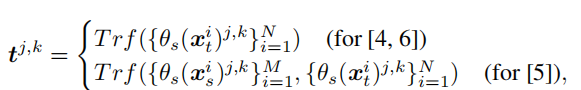 t^{j,k} = { Trf({θ_s(x_t^i)^{j,k}}_{i=1}^N) (for [4, 6])
Trf({θ_s(x_s^i)^{j,k}}_{i=1}^M, {θ_s(x_t^i)^{j,k}}_{i=1}^N) (for [5]),